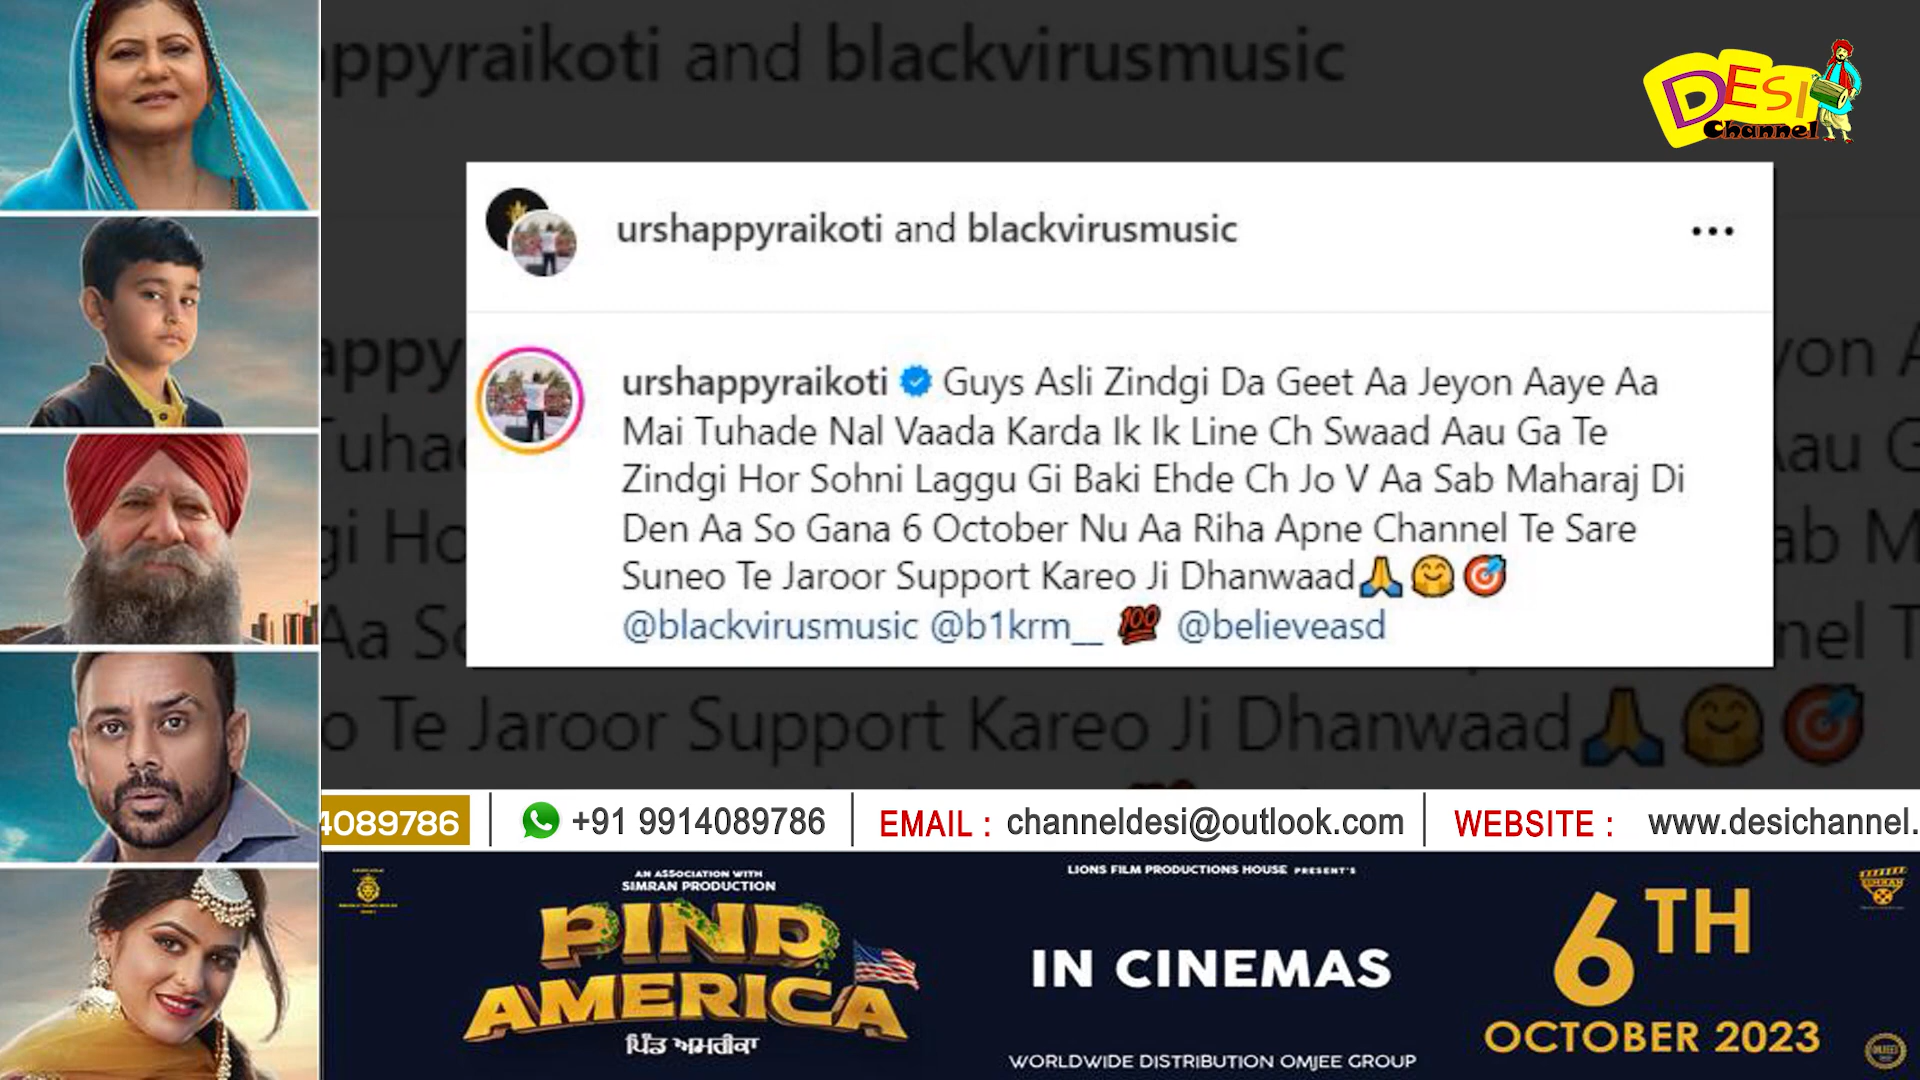 ppyraikoti and blackvirusmusic
DESI
Channel
urshappyraikoti and blackvirusmusic
urshappyraikoti Guys Asli Zindgi Da Geet Aa Jeyon Aaye Aa
Mai Tuhade Nal Vaada Karda Ik Ik Line Ch Swaad Aau Ga Te
Zindgi Hor Sohni Laggu Gi Baki Ehde Ch Jo V Aa Sab Maharaj Di
Den Aa So Gana 6 October Nu Aa Riha Apne Channel Te Sare
Suneo Te Jaroor Support Kareo Ji Dhanwaad🙏🤗🎯
@blackvirusmusic @b1krm__ 💯 @believeasd
o Te Jaroor Support Kareo Ji Dhanwaad🙏🤗🎯
4089786 | +91 9914089786 | EMAIL : channeldesi@outlook.com | WEBSITE : www.desichannel.
AN ASSOCIATION WITH
SIMRAN PRODUCTION
PIND
AMERICA
ਪਿੰਡ ਅਮਰੀਕਾ
LIONS FILM PRODUCTIONS HOUSE PRESENT'S
IN CINEMAS
WORLDWIDE DISTRIBUTION OMJEE GROUP
6TH
OCTOBER 2023
SIMRAN